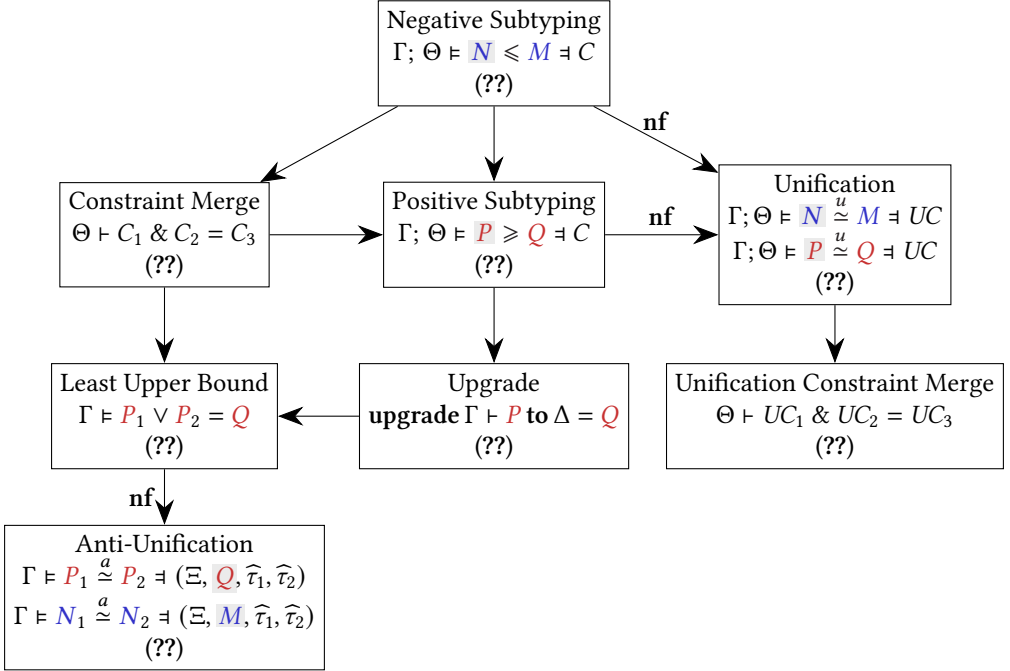 Negative Subtyping
Γ; Θ ⊨ N ⩽ M ⫤ C
(??)
nf
Constraint Merge
Θ ⊢ C₁ & C₂ = C₃
(??)
Positive Subtyping
Γ; Θ ⊨ P ⩾ Q ⫤ C
(??)
nf
Unification
Γ; Θ ⊨ N ≃ᵘ M ⫤ UC
Γ; Θ ⊨ P ≃ᵘ Q ⫤ UC
(??)
Least Upper Bound
Γ ⊨ P₁ ∨ P₂ = Q
(??)
Upgrade
upgrade Γ ⊢ P to Δ = Q
(??)
Unification Constraint Merge
Θ ⊢ UC₁ & UC₂ = UC₃
(??)
nf
Anti-Unification
Γ ⊨ P₁ ≃ᵃ P₂ ⫤ (Ξ, Q, τ̂₁, τ̂₂)
Γ ⊨ N₁ ≃ᵃ N₂ ⫤ (Ξ, M, τ̂₁, τ̂₂)
(??)